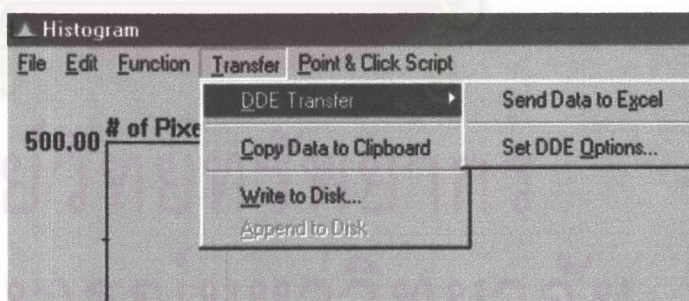 Histogram
File Edit Function Transfer Point & Click Script
DDE Transfer
Send Data to Excel
500.00 # of Pixe
Copy Data to Clipboard
Set DDE Options...
Write to Disk...
Append to Disk